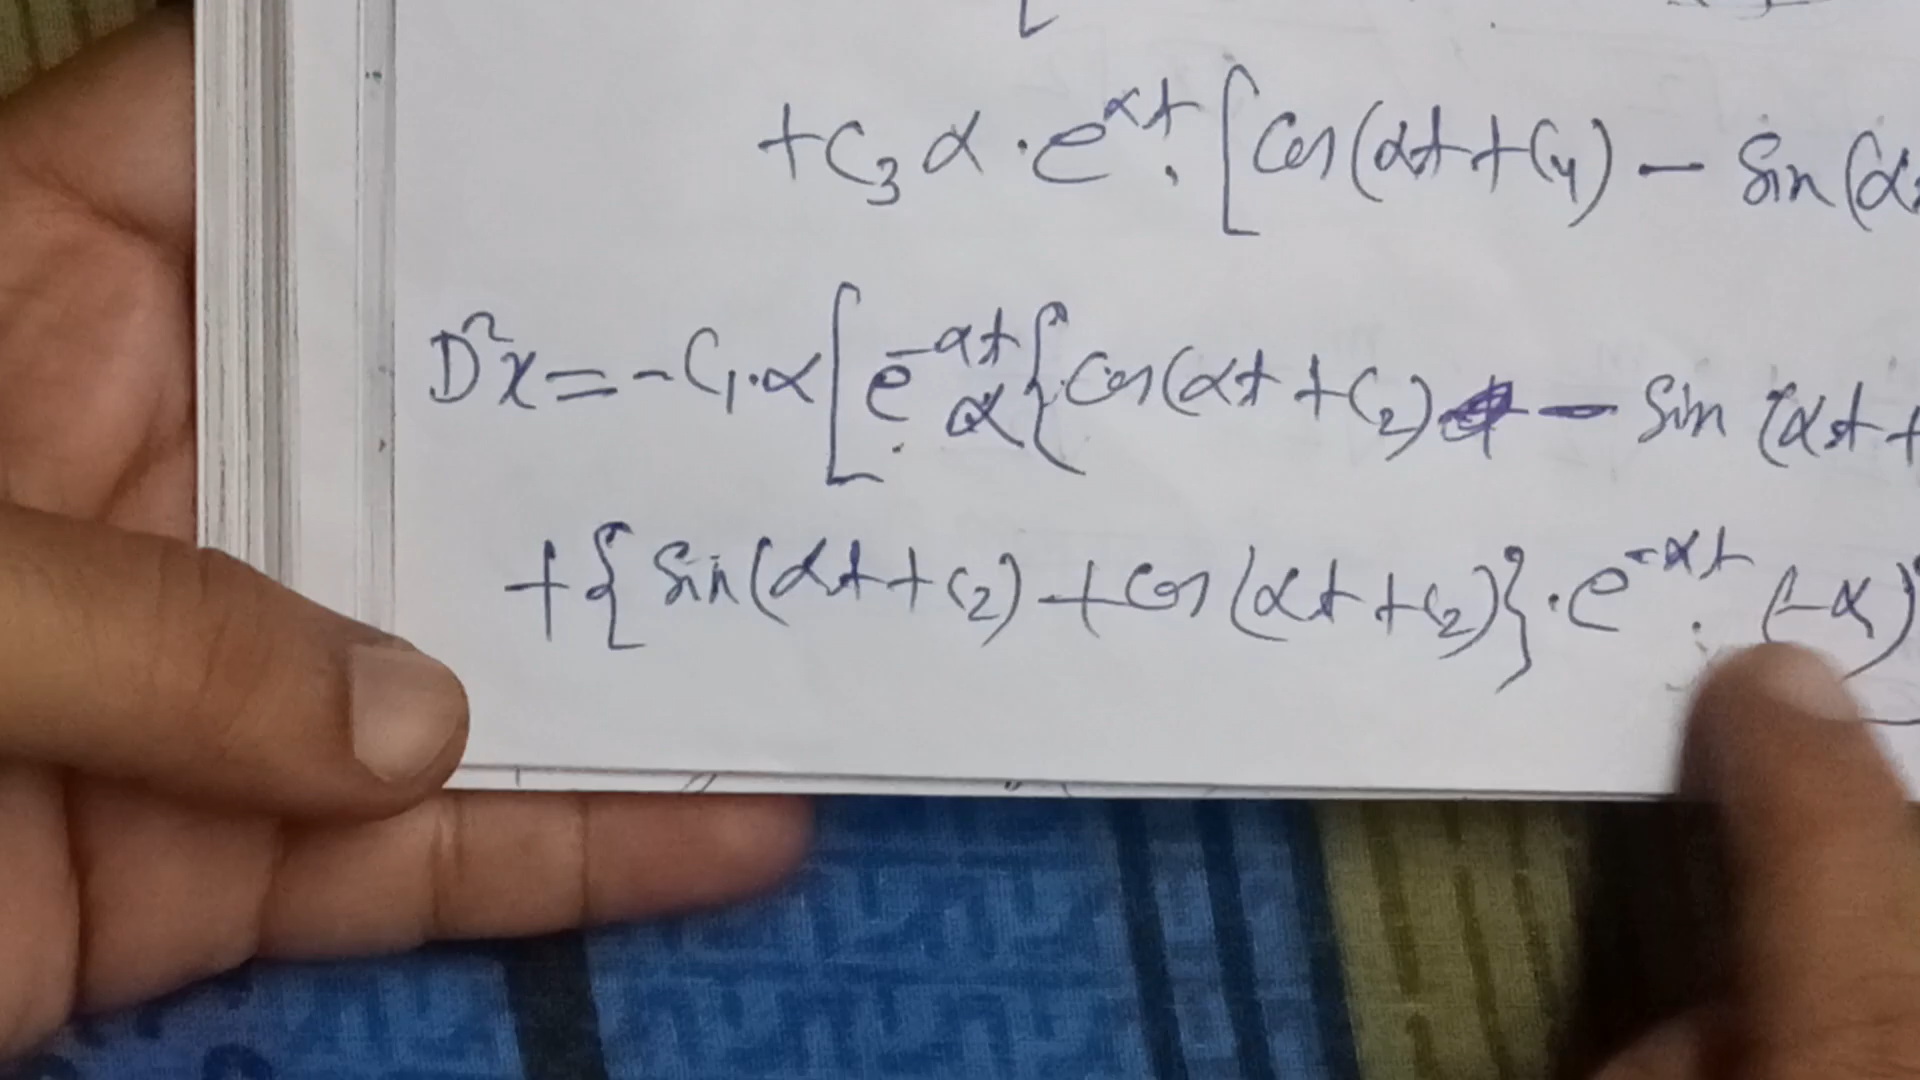 +C₃α·e^αt·[Cos(αt+C₄) - Sin(α
D²x = -C₁·α[e^-αt·α{Cos(αt+C₂) - Sin(αt+
+{Sin(αt+C₂)+Cos(αt+C₂)}·e^-αt·(-α)